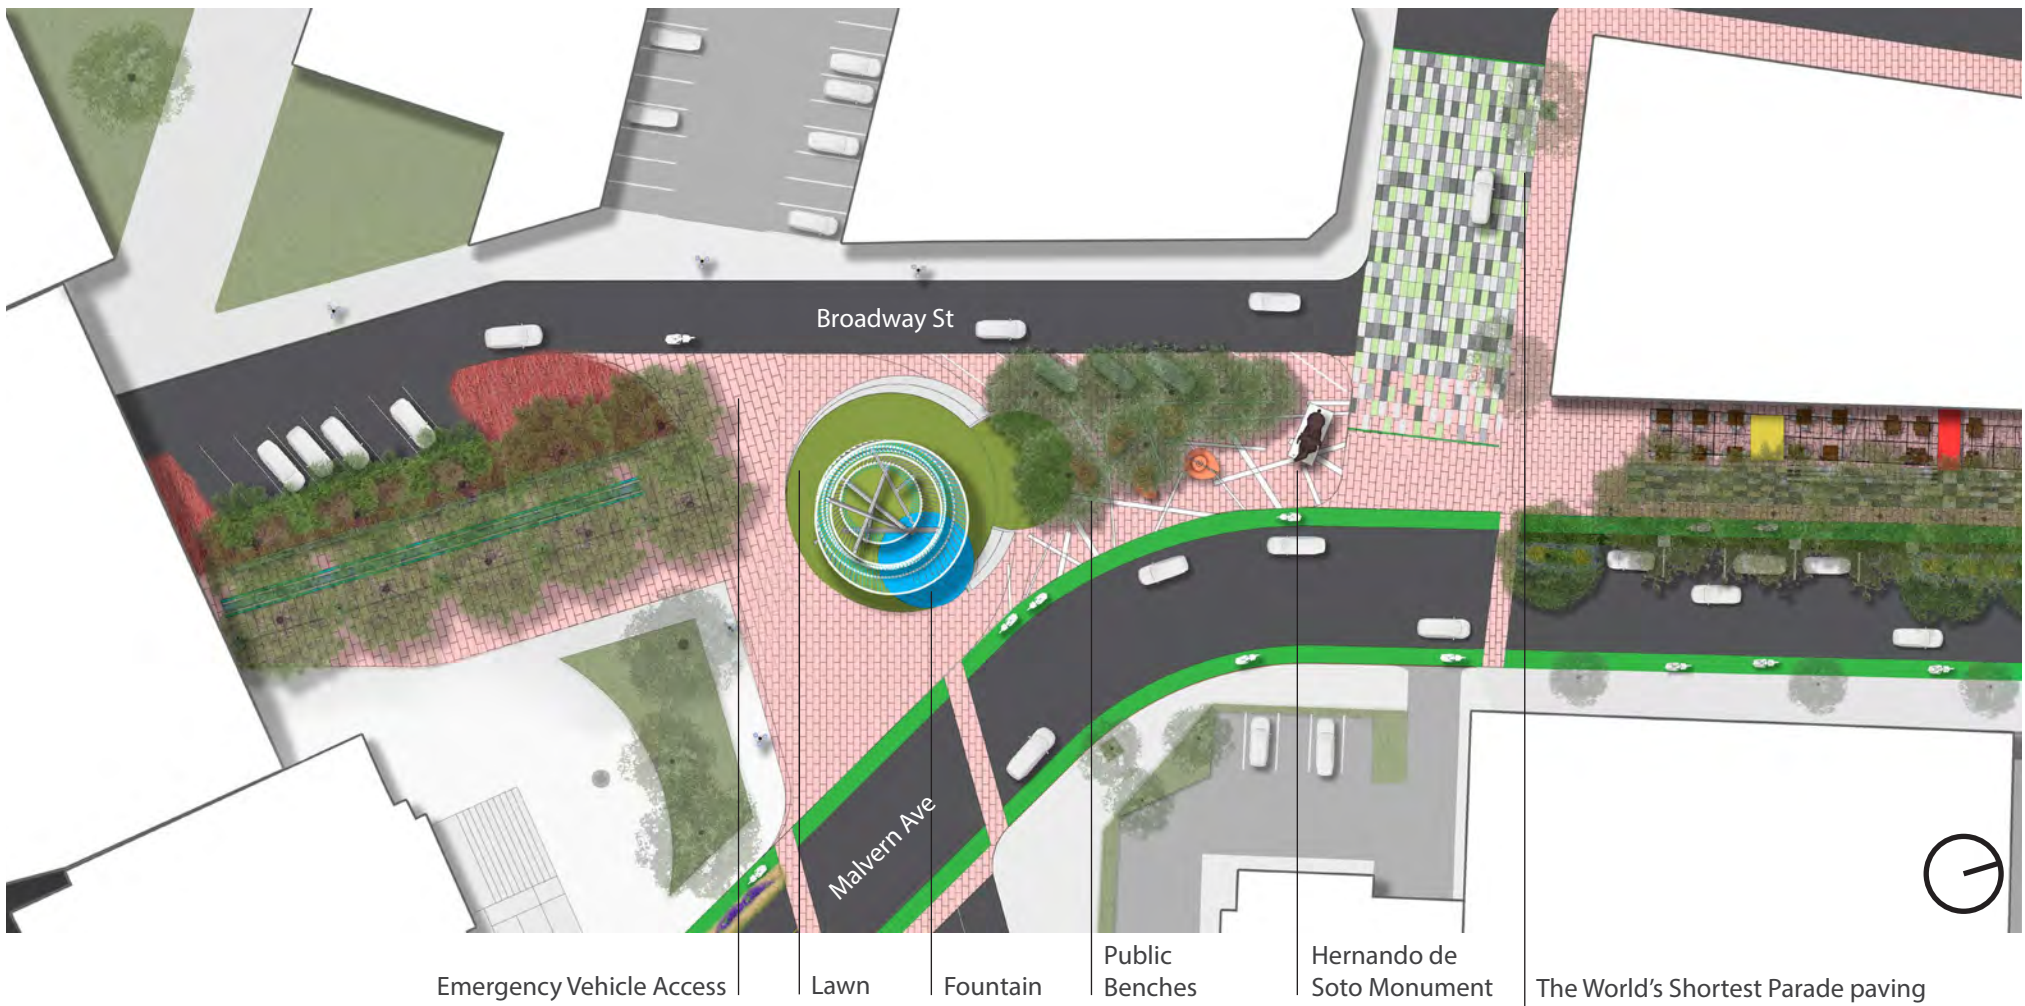 Broadway St
Malvern Ave
Emergency Vehicle Access
Lawn
Fountain
Public
Benches
Hernando de
Soto Monument
The World's Shortest Parade paving